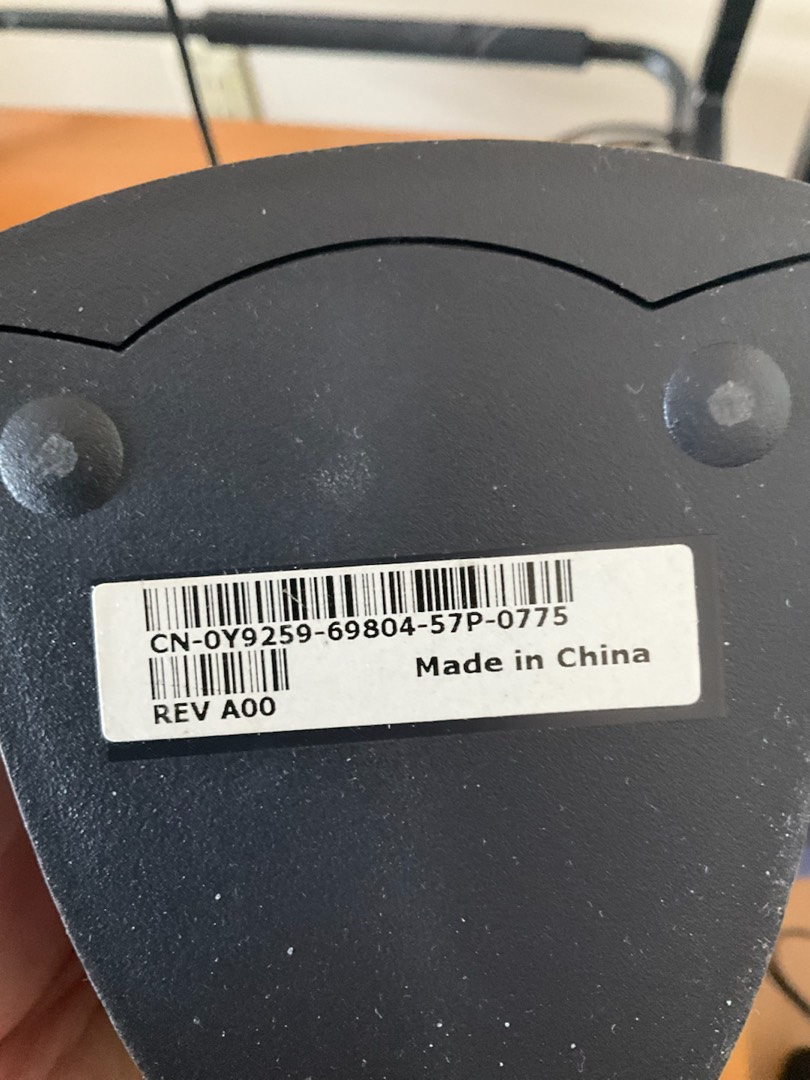 CN-0Y9259-69804-57P-0775
Made in China
REV A00